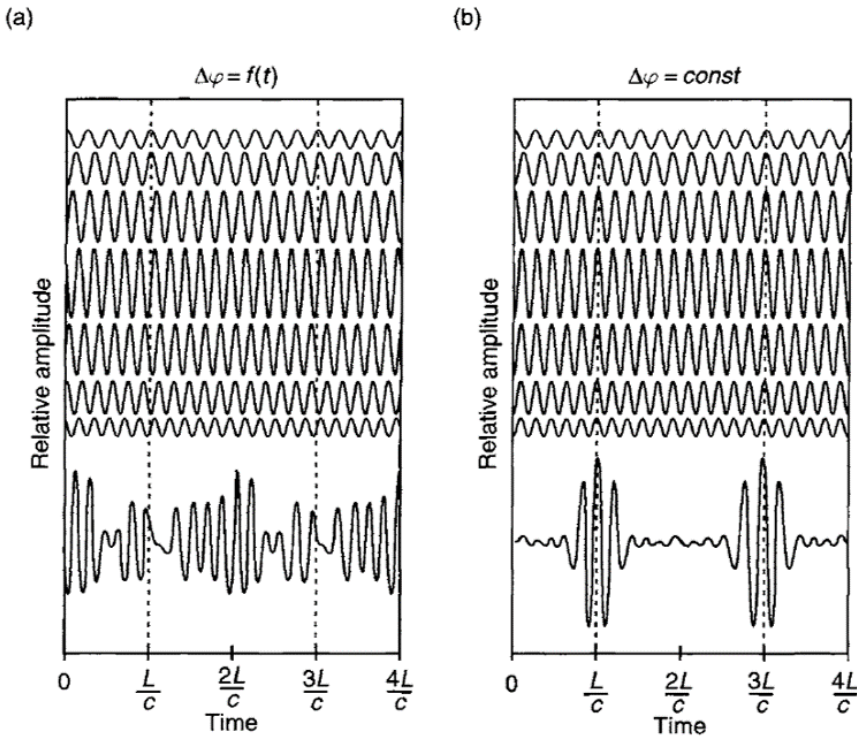 (a)
Δφ = f(t)
Relative amplitude
0 L/c 2L/c 3L/c 4L/c
Time
(b)
Δφ = const
Relative amplitude
0 L/c 2L/c 3L/c 4L/c
Time